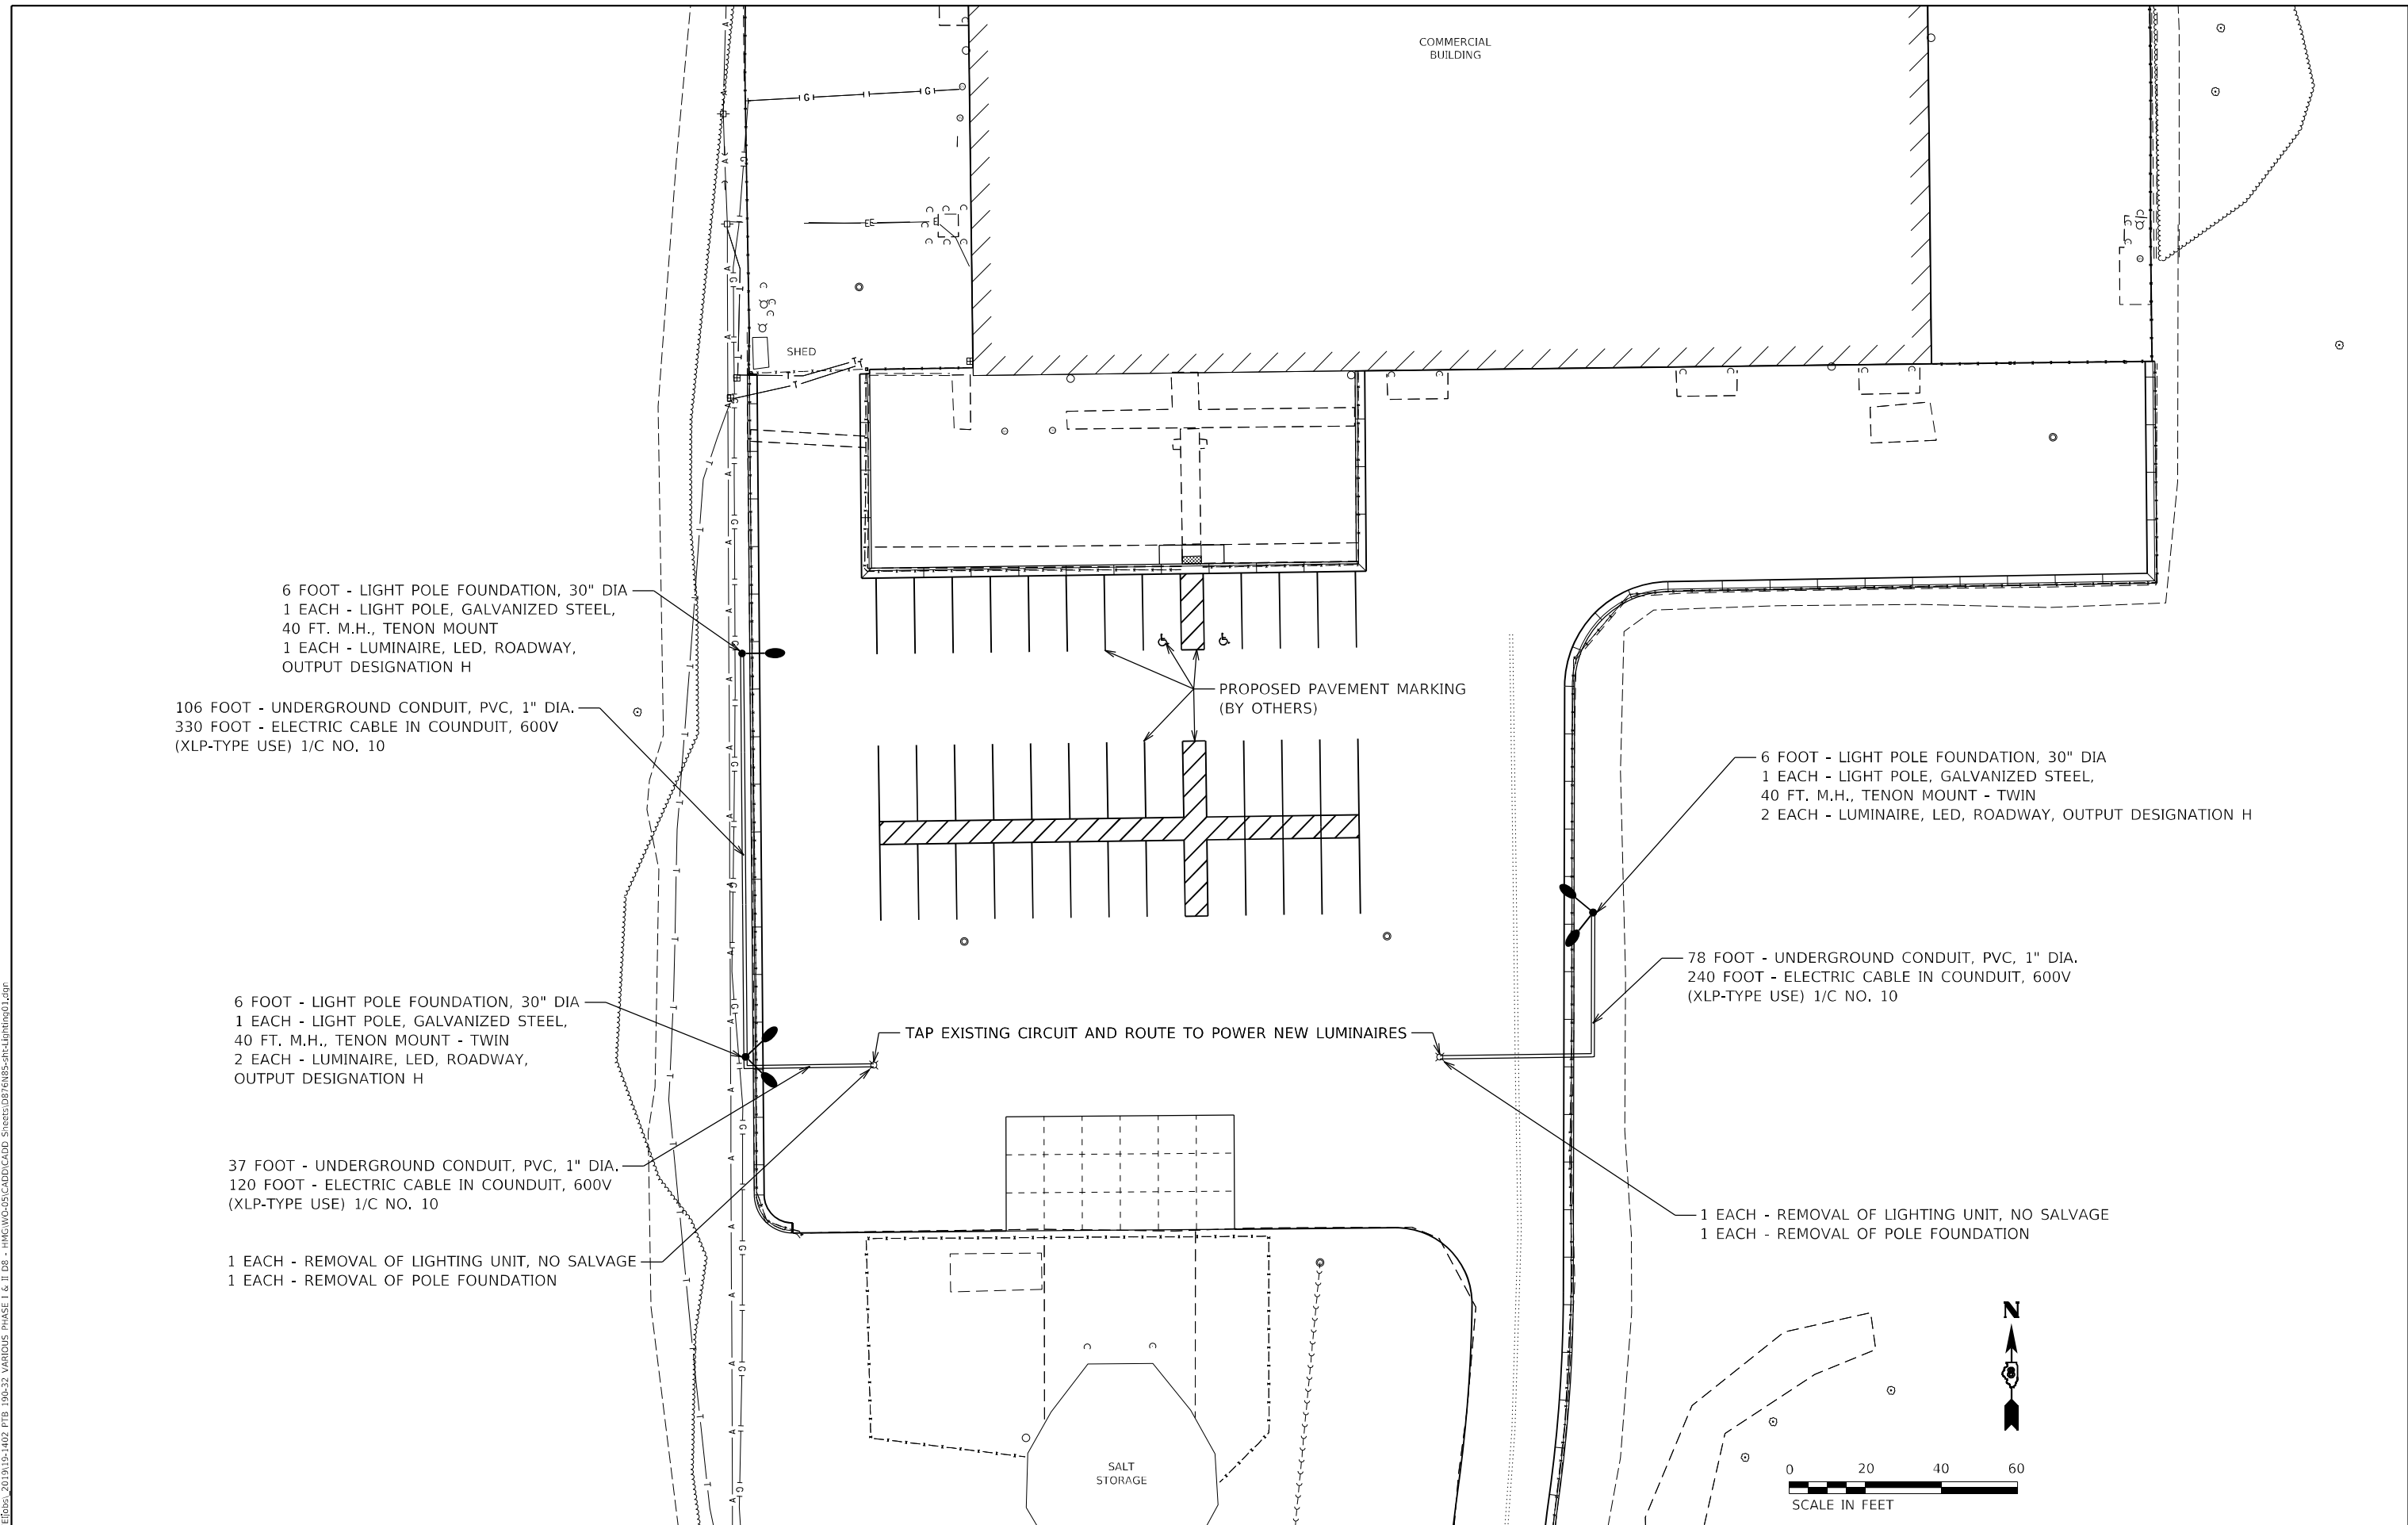 COMMERCIAL
BUILDING
SHED
6 FOOT - LIGHT POLE FOUNDATION, 30" DIA
1 EACH - LIGHT POLE, GALVANIZED STEEL,
40 FT. M.H., TENON MOUNT
1 EACH - LUMINAIRE, LED, ROADWAY,
OUTPUT DESIGNATION H
106 FOOT - UNDERGROUND CONDUIT, PVC, 1" DIA.
330 FOOT - ELECTRIC CABLE IN COUNDUIT, 600V
(XLP-TYPE USE) 1/C NO. 10
PROPOSED PAVEMENT MARKING
(BY OTHERS)
6 FOOT - LIGHT POLE FOUNDATION, 30" DIA
1 EACH - LIGHT POLE, GALVANIZED STEEL,
40 FT. M.H., TENON MOUNT - TWIN
2 EACH - LUMINAIRE, LED, ROADWAY, OUTPUT DESIGNATION H
78 FOOT - UNDERGROUND CONDUIT, PVC, 1" DIA.
240 FOOT - ELECTRIC CABLE IN COUNDUIT, 600V
(XLP-TYPE USE) 1/C NO. 10
6 FOOT - LIGHT POLE FOUNDATION, 30" DIA
1 EACH - LIGHT POLE, GALVANIZED STEEL,
40 FT. M.H., TENON MOUNT - TWIN
2 EACH - LUMINAIRE, LED, ROADWAY,
OUTPUT DESIGNATION H
TAP EXISTING CIRCUIT AND ROUTE TO POWER NEW LUMINAIRES
37 FOOT - UNDERGROUND CONDUIT, PVC, 1" DIA.
120 FOOT - ELECTRIC CABLE IN COUNDUIT, 600V
(XLP-TYPE USE) 1/C NO. 10
1 EACH - REMOVAL OF LIGHTING UNIT, NO SALVAGE
1 EACH - REMOVAL OF POLE FOUNDATION
1 EACH - REMOVAL OF LIGHTING UNIT, NO SALVAGE
1 EACH - REMOVAL OF POLE FOUNDATION
SALT
STORAGE
N
8
0 20 40 60
SCALE IN FEET